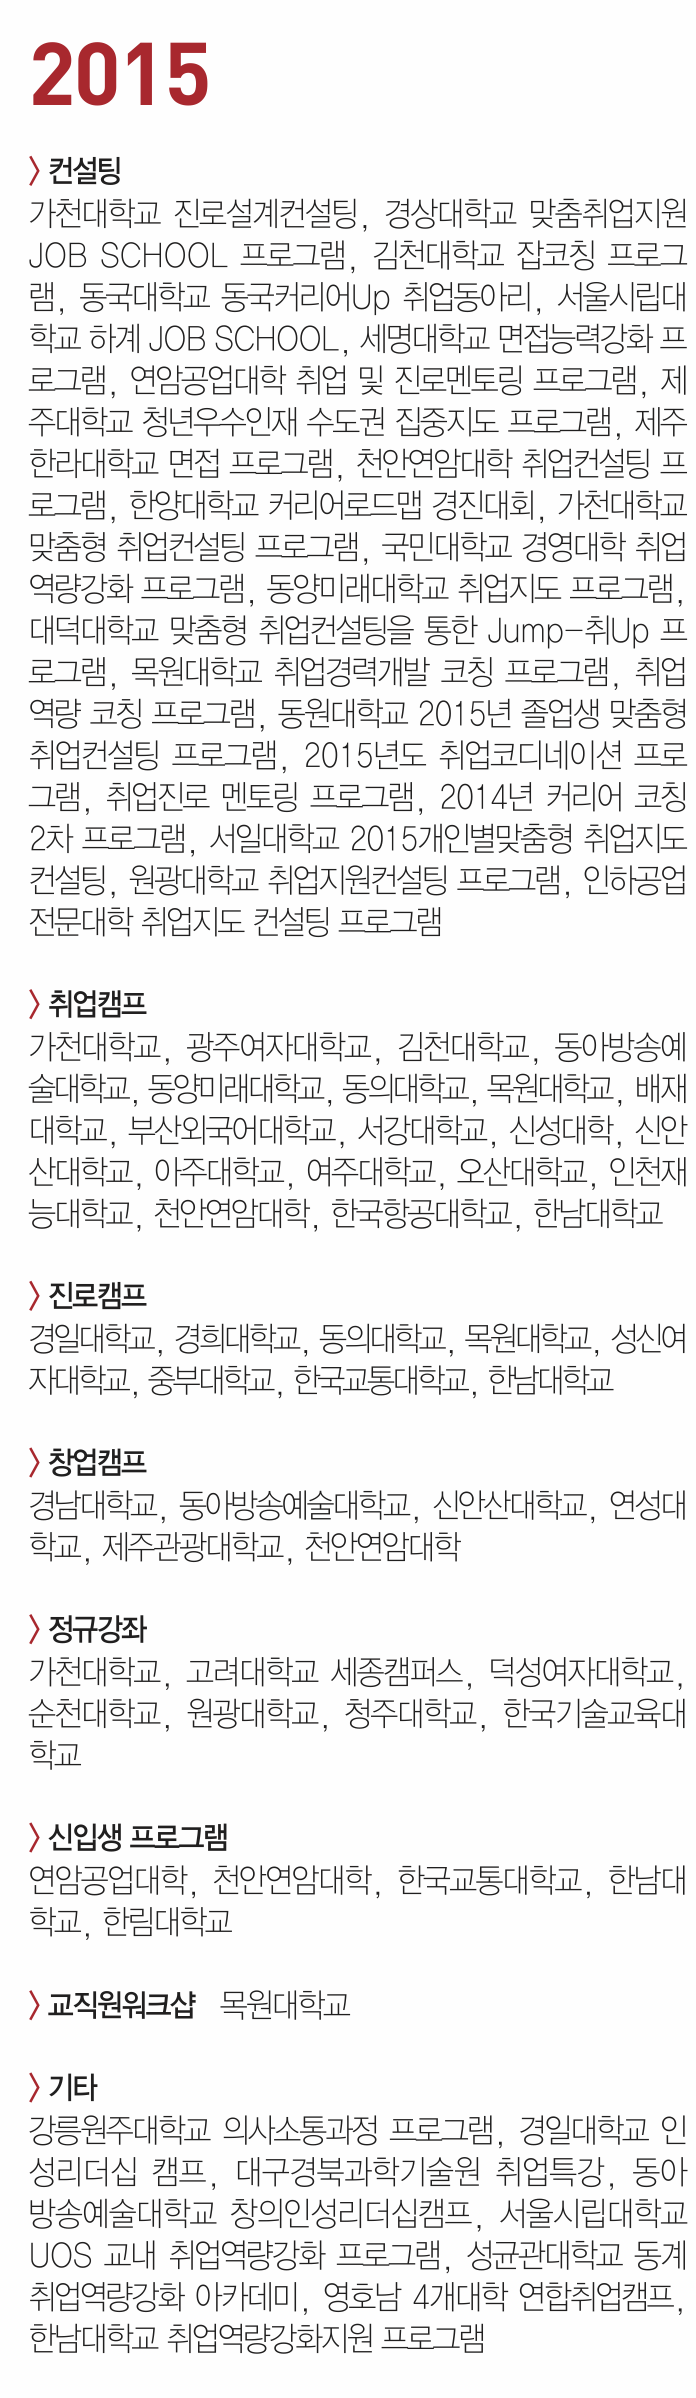 2015
〉컨설팅
가천대학교 진로설계컨설팅, 경상대학교 맞춤취업지원
JOB SCHOOL 프로그램, 김천대학교 잡코칭 프로그
램, 동국대학교 동국커리어Up 취업동아리, 서울시립대
학교 하계 JOB SCHOOL, 세명대학교 면접능력강화 프
로그램, 연암공업대학 취업 및 진로멘토링 프로그램, 제
주대학교 청년우수인재 수도권 집중지도 프로그램, 제주
한라대학교 면접 프로그램, 천안연암대학 취업컨설팅 프
로그램, 한양대학교 커리어로드맵 경진대회, 가천대학교
맞춤형 취업컨설팅 프로그램, 국민대학교 경영대학 취업
역량강화 프로그램, 동양미래대학교 취업지도 프로그램,
대덕대학교 맞춤형 취업컨설팅을 통한 Jump-취Up 프
로그램, 목원대학교 취업경력개발 코칭 프로그램, 취업
역량 코칭 프로그램, 동원대학교 2015년 졸업생 맞춤형
취업컨설팅 프로그램, 2015년도 취업코디네이션 프로
그램, 취업진로 멘토링 프로그램, 2014년 커리어 코칭
2차 프로그램, 서일대학교 2015개인별맞춤형 취업지도
컨설팅, 원광대학교 취업지원컨설팅 프로그램, 인하공업
전문대학 취업지도 컨설팅 프로그램
〉취업캠프
가천대학교, 광주여자대학교, 김천대학교, 동아방송예
술대학교, 동양미래대학교, 동의대학교, 목원대학교, 배재
대학교, 부산외국어대학교, 서강대학교, 신성대학, 신안
산대학교, 아주대학교, 여주대학교, 오산대학교, 인천재
능대학교, 천안연암대학, 한국항공대학교, 한남대학교
〉진로캠프
경일대학교, 경희대학교, 동의대학교, 목원대학교, 성신여
자대학교, 중부대학교, 한국교통대학교, 한남대학교
〉창업캠프
경남대학교, 동아방송예술대학교, 신안산대학교, 연성대
학교, 제주관광대학교, 천안연암대학
〉정규강좌
가천대학교, 고려대학교 세종캠퍼스, 덕성여자대학교,
순천대학교, 원광대학교, 청주대학교, 한국기술교육대
학교
〉신입생 프로그램
연암공업대학, 천안연암대학, 한국교통대학교, 한남대
학교, 한림대학교
〉교직원워크샵 목원대학교
〉기타
강릉원주대학교 의사소통과정 프로그램, 경일대학교 인
성리더십 캠프, 대구경북과학기술원 취업특강, 동아
방송예술대학교 창의인성리더십캠프, 서울시립대학교
UOS 교내 취업역량강화 프로그램, 성균관대학교 동계
취업역량강화 아카데미, 영호남 4개대학 연합취업캠프,
한남대학교 취업역량강화지원 프로그램